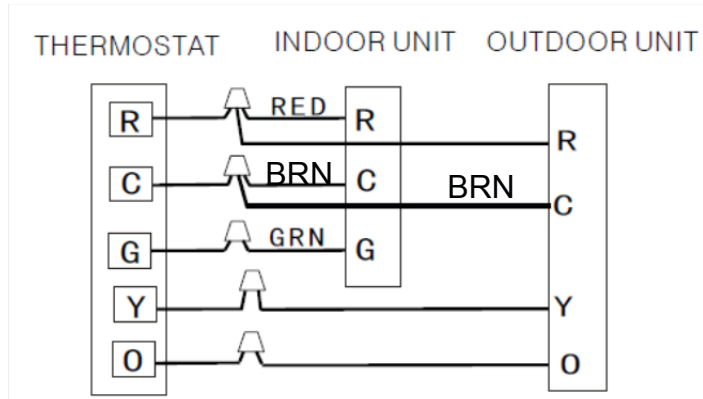 THERMOSTAT INDOOR UNIT OUTDOOR UNIT
R RED R
R
C BRN C BRN
C
G GRN G
Y Y
O O